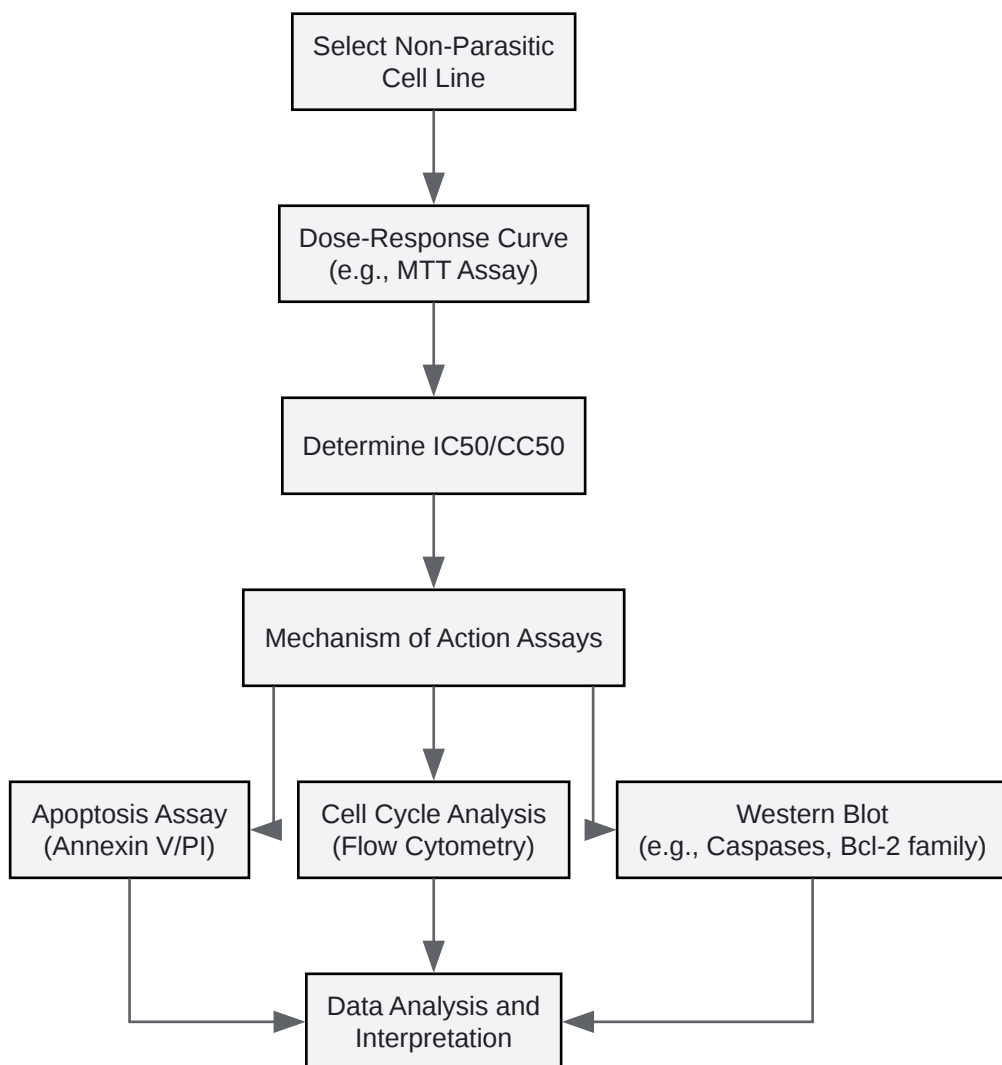 Select Non-Parasitic
Cell Line
Dose-Response Curve
(e.g., MTT Assay)
Determine IC50/CC50
Mechanism of Action Assays
Apoptosis Assay
(Annexin V/PI)
Cell Cycle Analysis
(Flow Cytometry)
Western Blot
(e.g., Caspases, Bcl-2 family)
Data Analysis and
Interpretation